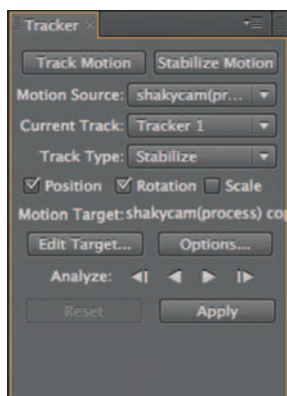 Tracker
Track Motion Stabilize Motion
Motion Source: shakycam(pr...
Current Track: Tracker 1
Track Type: Stabilize
Position Rotation Scale
Motion Target: shakycam(process) cop
Edit Target... Options...
Analyze:
Reset Apply